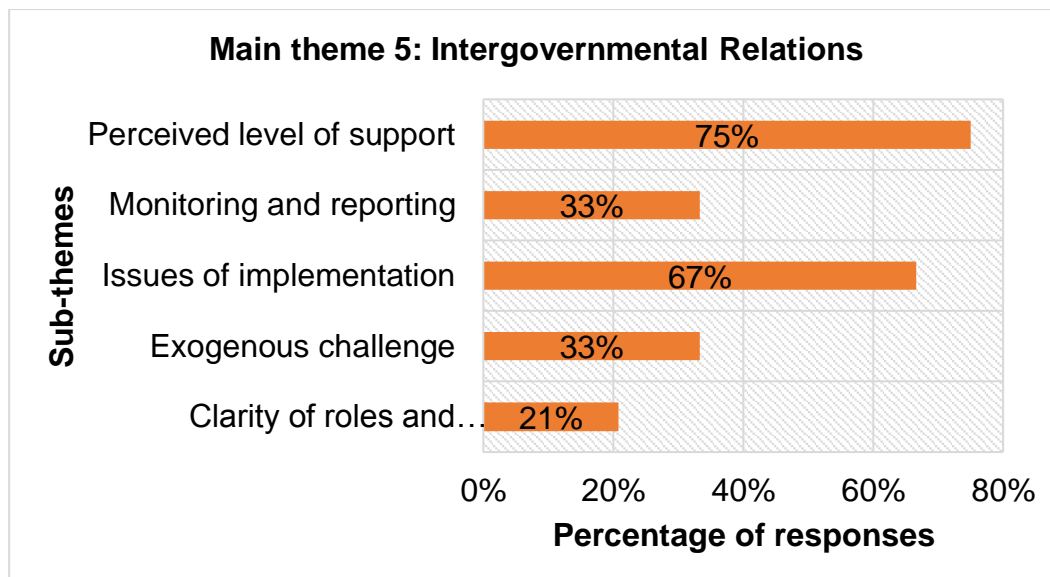 Main theme 5: Intergovernmental Relations
Sub-themes
Perceived level of support 75%
Monitoring and reporting 33%
Issues of implementation 67%
Exogenous challenge 33%
Clarity of roles and… 21%
0% 20% 40% 60% 80%
Percentage of responses